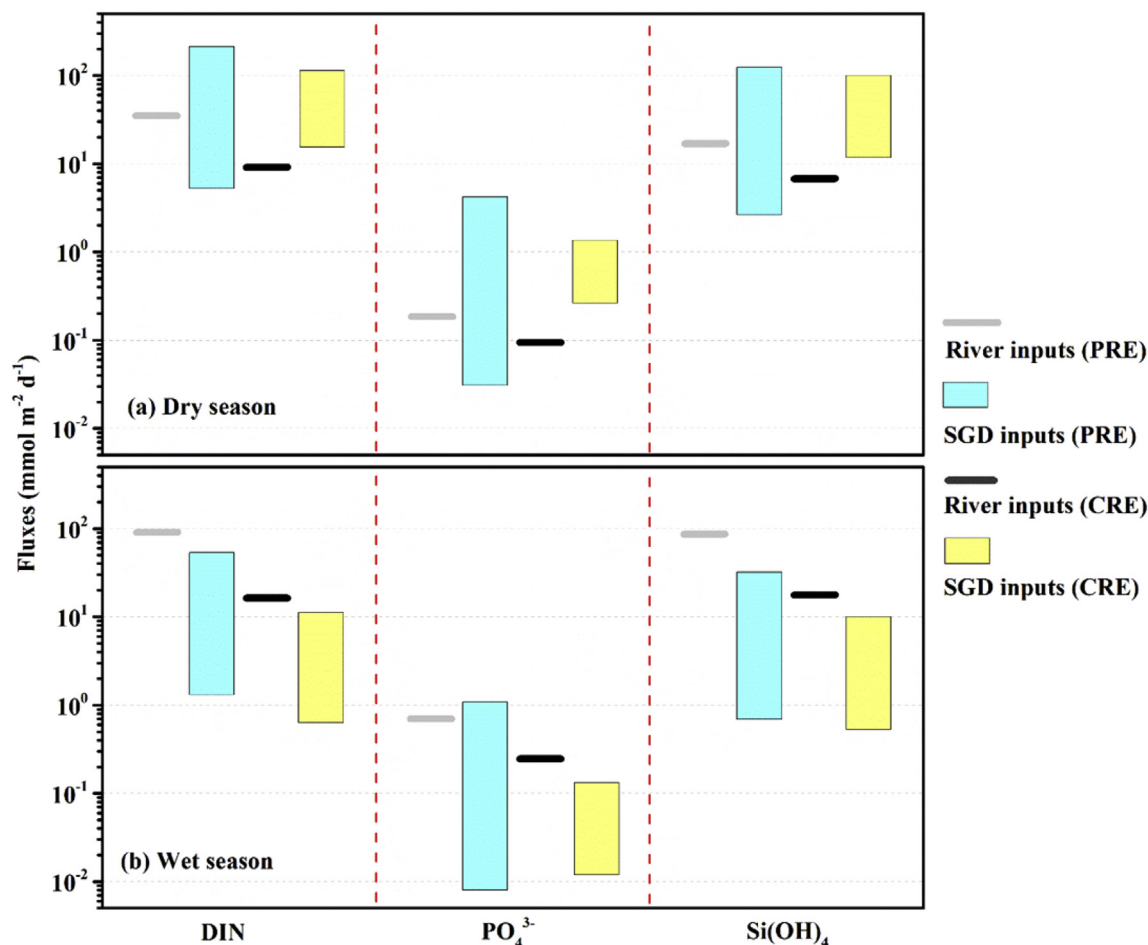 Fluxes (mmol m⁻² d⁻¹)
10²
10¹
10⁰
10⁻¹
10⁻²
(a) Dry season
10²
10¹
10⁰
10⁻¹
10⁻²
(b) Wet season
DIN
PO₄³⁻
Si(OH)₄
River inputs (PRE)
SGD inputs (PRE)
River inputs (CRE)
SGD inputs (CRE)